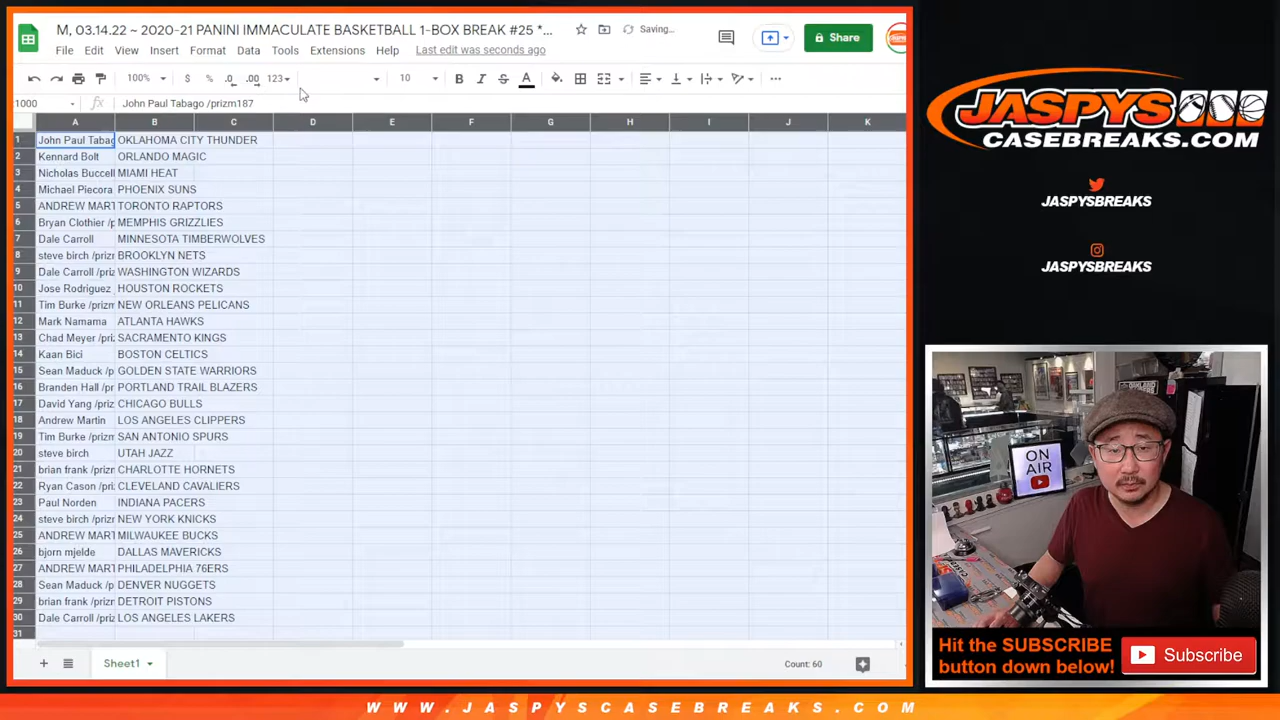 M, 03.14.22 ~ 2020-21 PANINI IMMACULATE BASKETBALL 1-BOX BREAK #25 *...
Saving...
File Edit View Insert Format Data Tools Extensions Help Last edit was seconds ago
Share
100% $ % .0 .00 123 10 B I S A
1000 fx John Paul Tabago /prizm187
A B C D E F G H I J K
1 John Paul Tabag OKLAHOMA CITY THUNDER
2 Kennard Bolt ORLANDO MAGIC
3 Nicholas Buccell MIAMI HEAT
4 Michael Piecora PHOENIX SUNS
5 ANDREW MART TORONTO RAPTORS
6 Bryan Clothier /p MEMPHIS GRIZZLIES
7 Dale Carroll MINNESOTA TIMBERWOLVES
8 steve birch /prizm BROOKLYN NETS
9 Dale Carroll /priz WASHINGTON WIZARDS
10 Jose Rodriguez HOUSTON ROCKETS
11 Tim Burke /prizm NEW ORLEANS PELICANS
12 Mark Namama ATLANTA HAWKS
13 Chad Meyer /priz SACRAMENTO KINGS
14 Kaan Bici BOSTON CELTICS
15 Sean Maduck /p GOLDEN STATE WARRIORS
16 Branden Hall /pr PORTLAND TRAIL BLAZERS
17 David Yang /priz CHICAGO BULLS
18 Andrew Martin LOS ANGELES CLIPPERS
19 Tim Burke /prizm SAN ANTONIO SPURS
20 steve birch UTAH JAZZ
21 brian frank /prizm CHARLOTTE HORNETS
22 Ryan Cason /pri CLEVELAND CAVALIERS
23 Paul Norden INDIANA PACERS
24 steve birch /prizm NEW YORK KNICKS
25 ANDREW MART MILWAUKEE BUCKS
26 bjorn mjelde DALLAS MAVERICKS
27 ANDREW MART PHILADELPHIA 76ERS
28 Sean Maduck /p DENVER NUGGETS
29 brian frank /prizm DETROIT PISTONS
30 Dale Carroll /priz LOS ANGELES LAKERS
31
Sheet1
Count: 60
JASPYS
CASEBREAKS.COM
JASPYSBREAKS
JASPYSBREAKS
ON
AIR
Hit the SUBSCRIBE
button down below!
Subscribe
WWW.JASPYSCASEBREAKS.COM